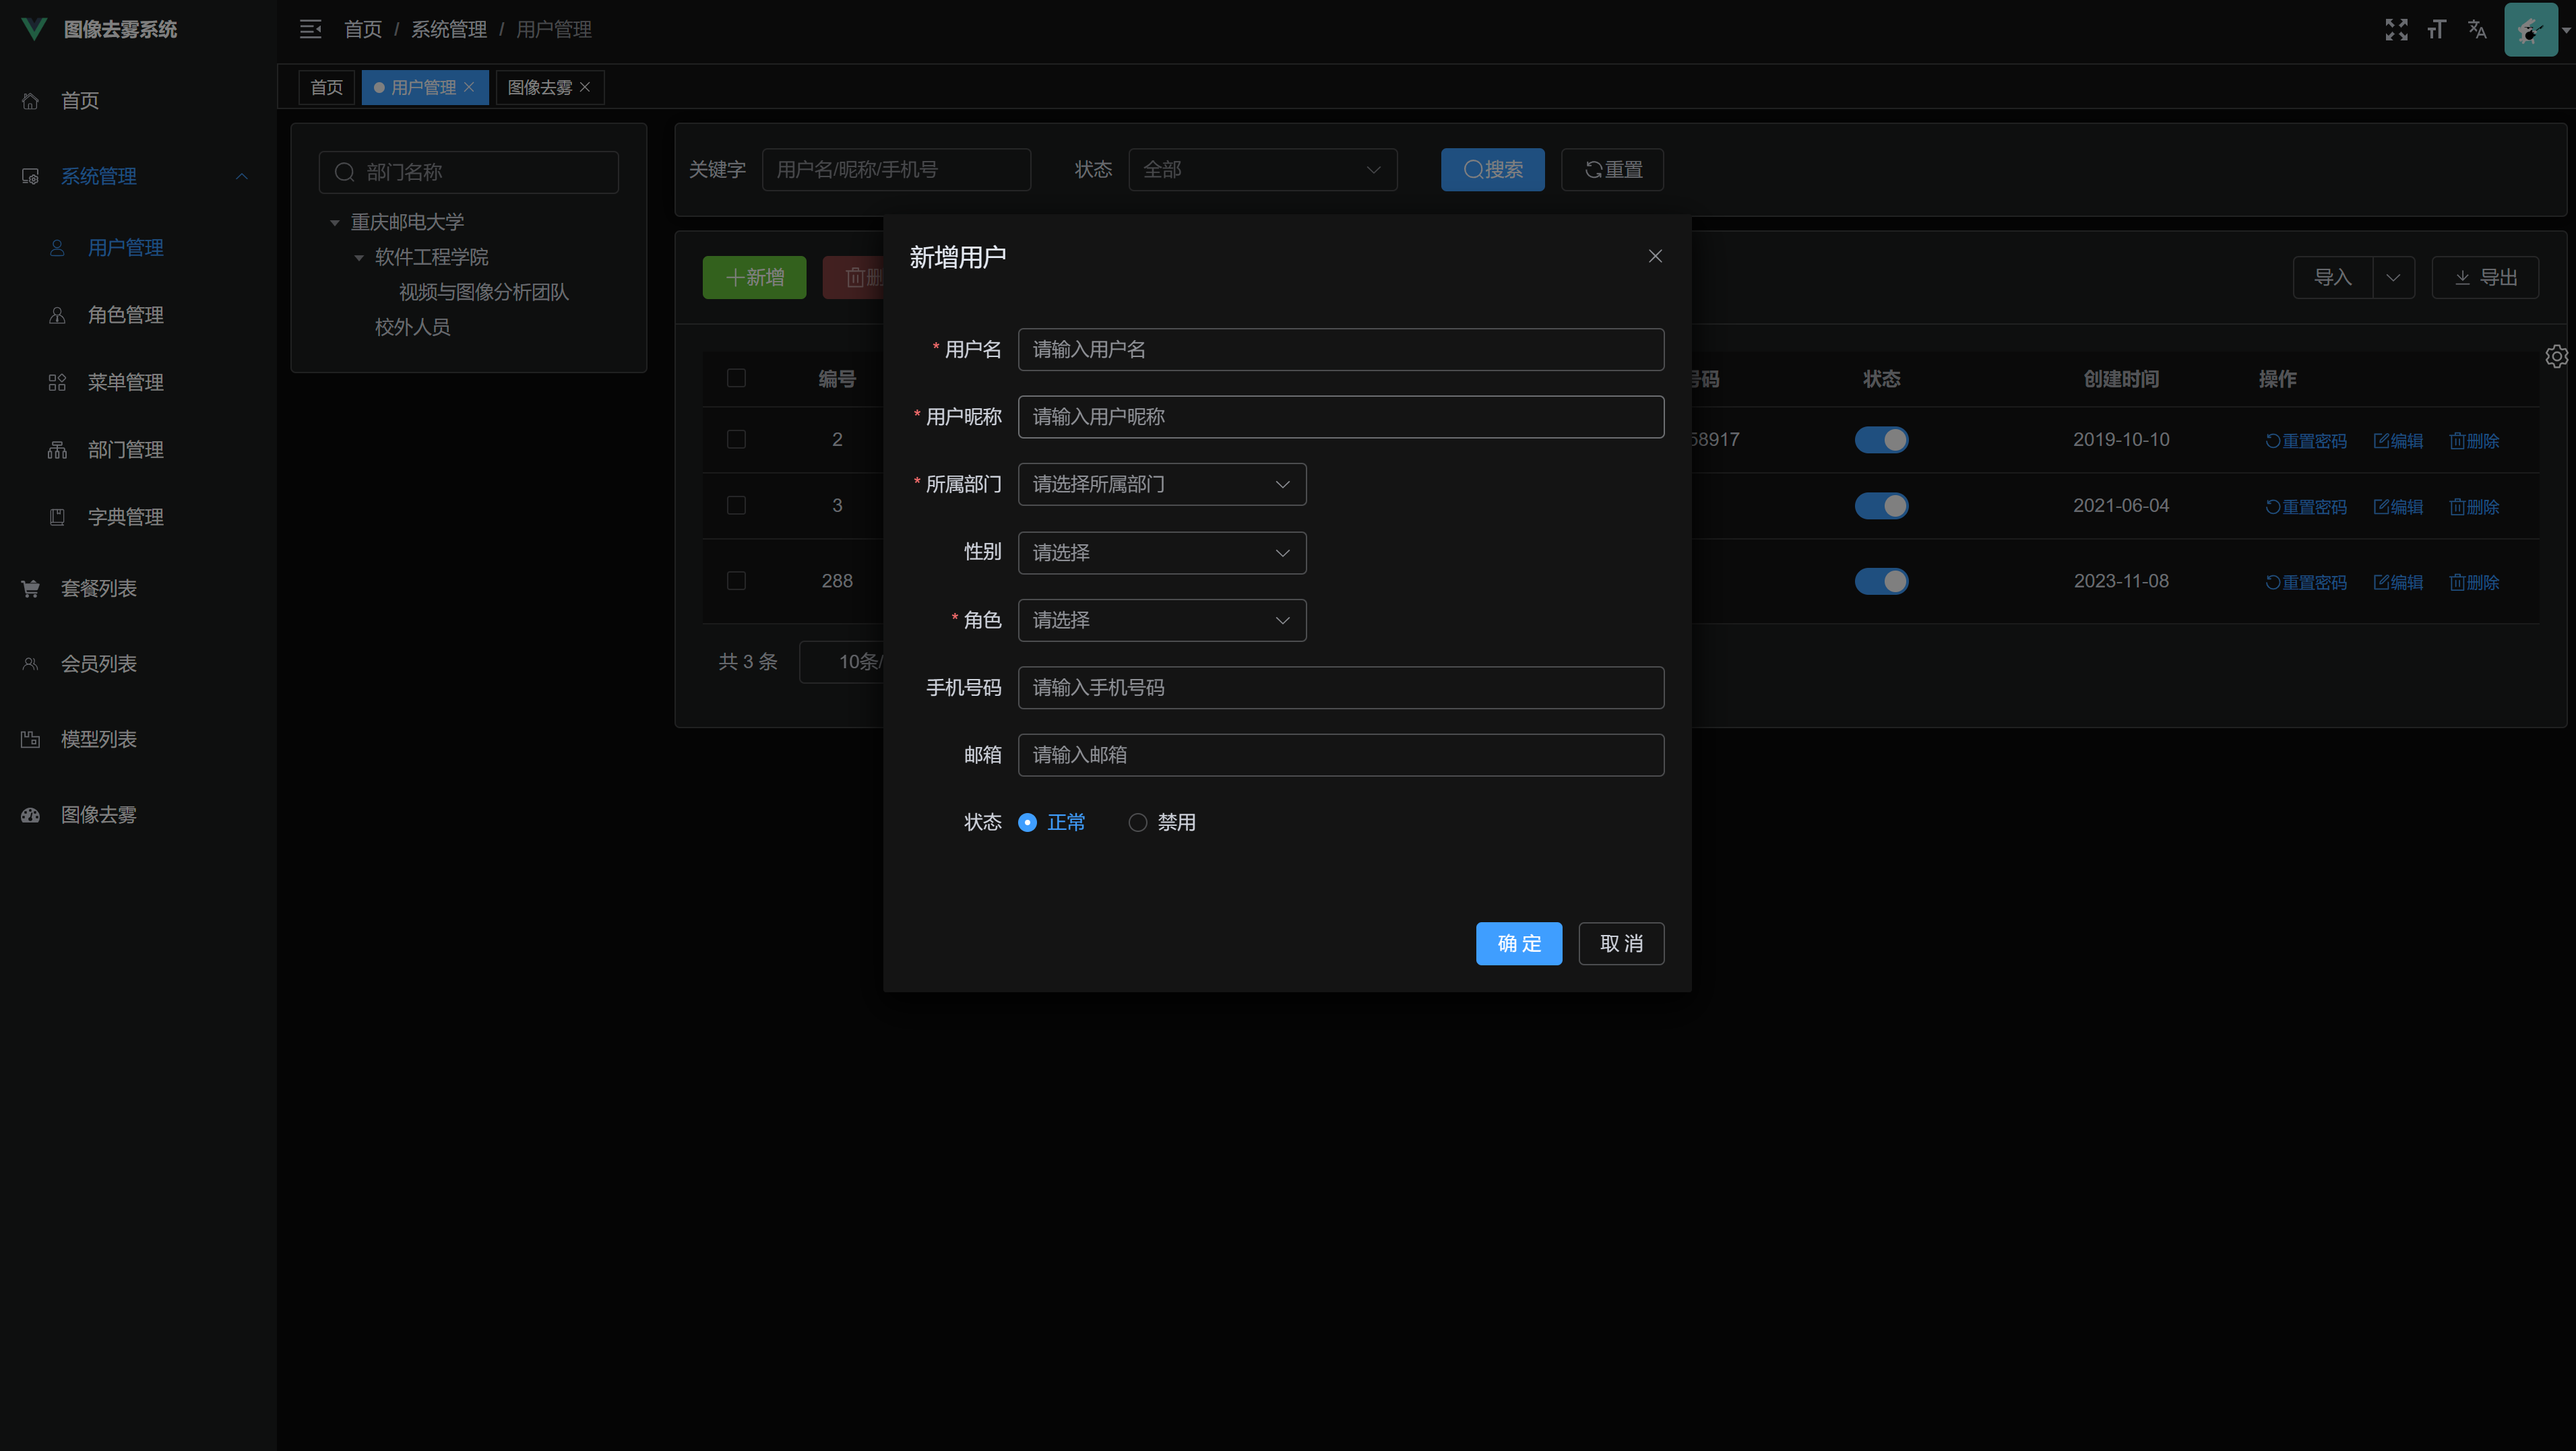 图像去雾系统
首页 / 系统管理 / 用户管理
首页
用户管理
图像去雾
首页
系统管理
用户管理
角色管理
菜单管理
部门管理
字典管理
套餐列表
会员列表
模型列表
图像去雾
部门名称
重庆邮电大学
软件工程学院
视频与图像分析团队
校外人员
关键字 用户名/昵称/手机号 状态 全部 搜索 重置
新增 删 导入 导出
编号 号码 状态 创建时间 操作
2 58917 2019-10-10 重置密码 编辑 删除
3 2021-06-04 重置密码 编辑 删除
288 2023-11-08 重置密码 编辑 删除
共 3 条 10条/
新增用户
* 用户名 请输入用户名
* 用户昵称 请输入用户昵称
* 所属部门 请选择所属部门
性别 请选择
* 角色 请选择
手机号码 请输入手机号码
邮箱 请输入邮箱
状态 正常 禁用
确 定 取 消